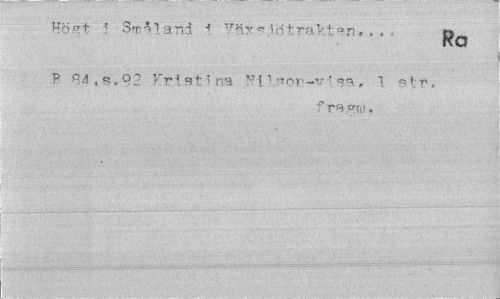 Högt i Småland i Växsjötrakten....
Ra
B 84.s.92 Kristina Nilson-visa. 1 str.
fragm.